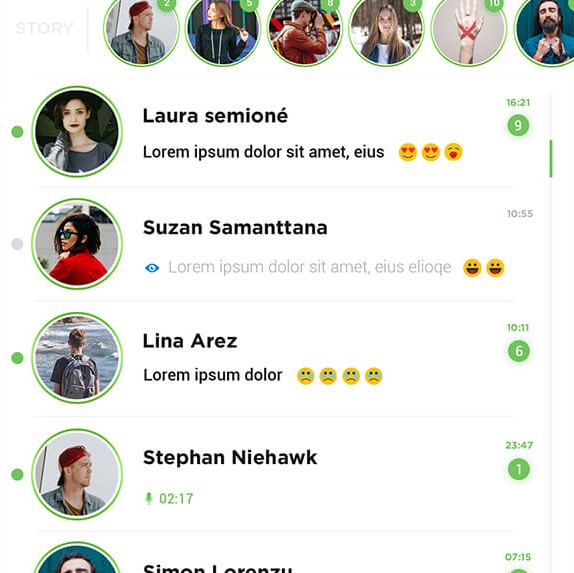 STORY
2
5
8
3
10
Laura semioné
16:21
Lorem ipsum dolor sit amet, eius
9
Suzan Samanttana
10:55
Lorem ipsum dolor sit amet, eius elioqe
Lina Arez
10:11
Lorem ipsum dolor
6
Stephan Niehawk
23:47
02:17
1
Simon Lorenzu
07:15